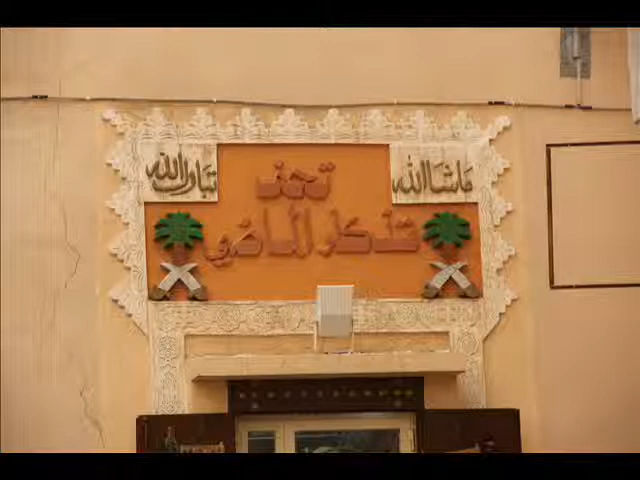 ما شاء الله
تبارك الله
تحف
تذكار الماضي